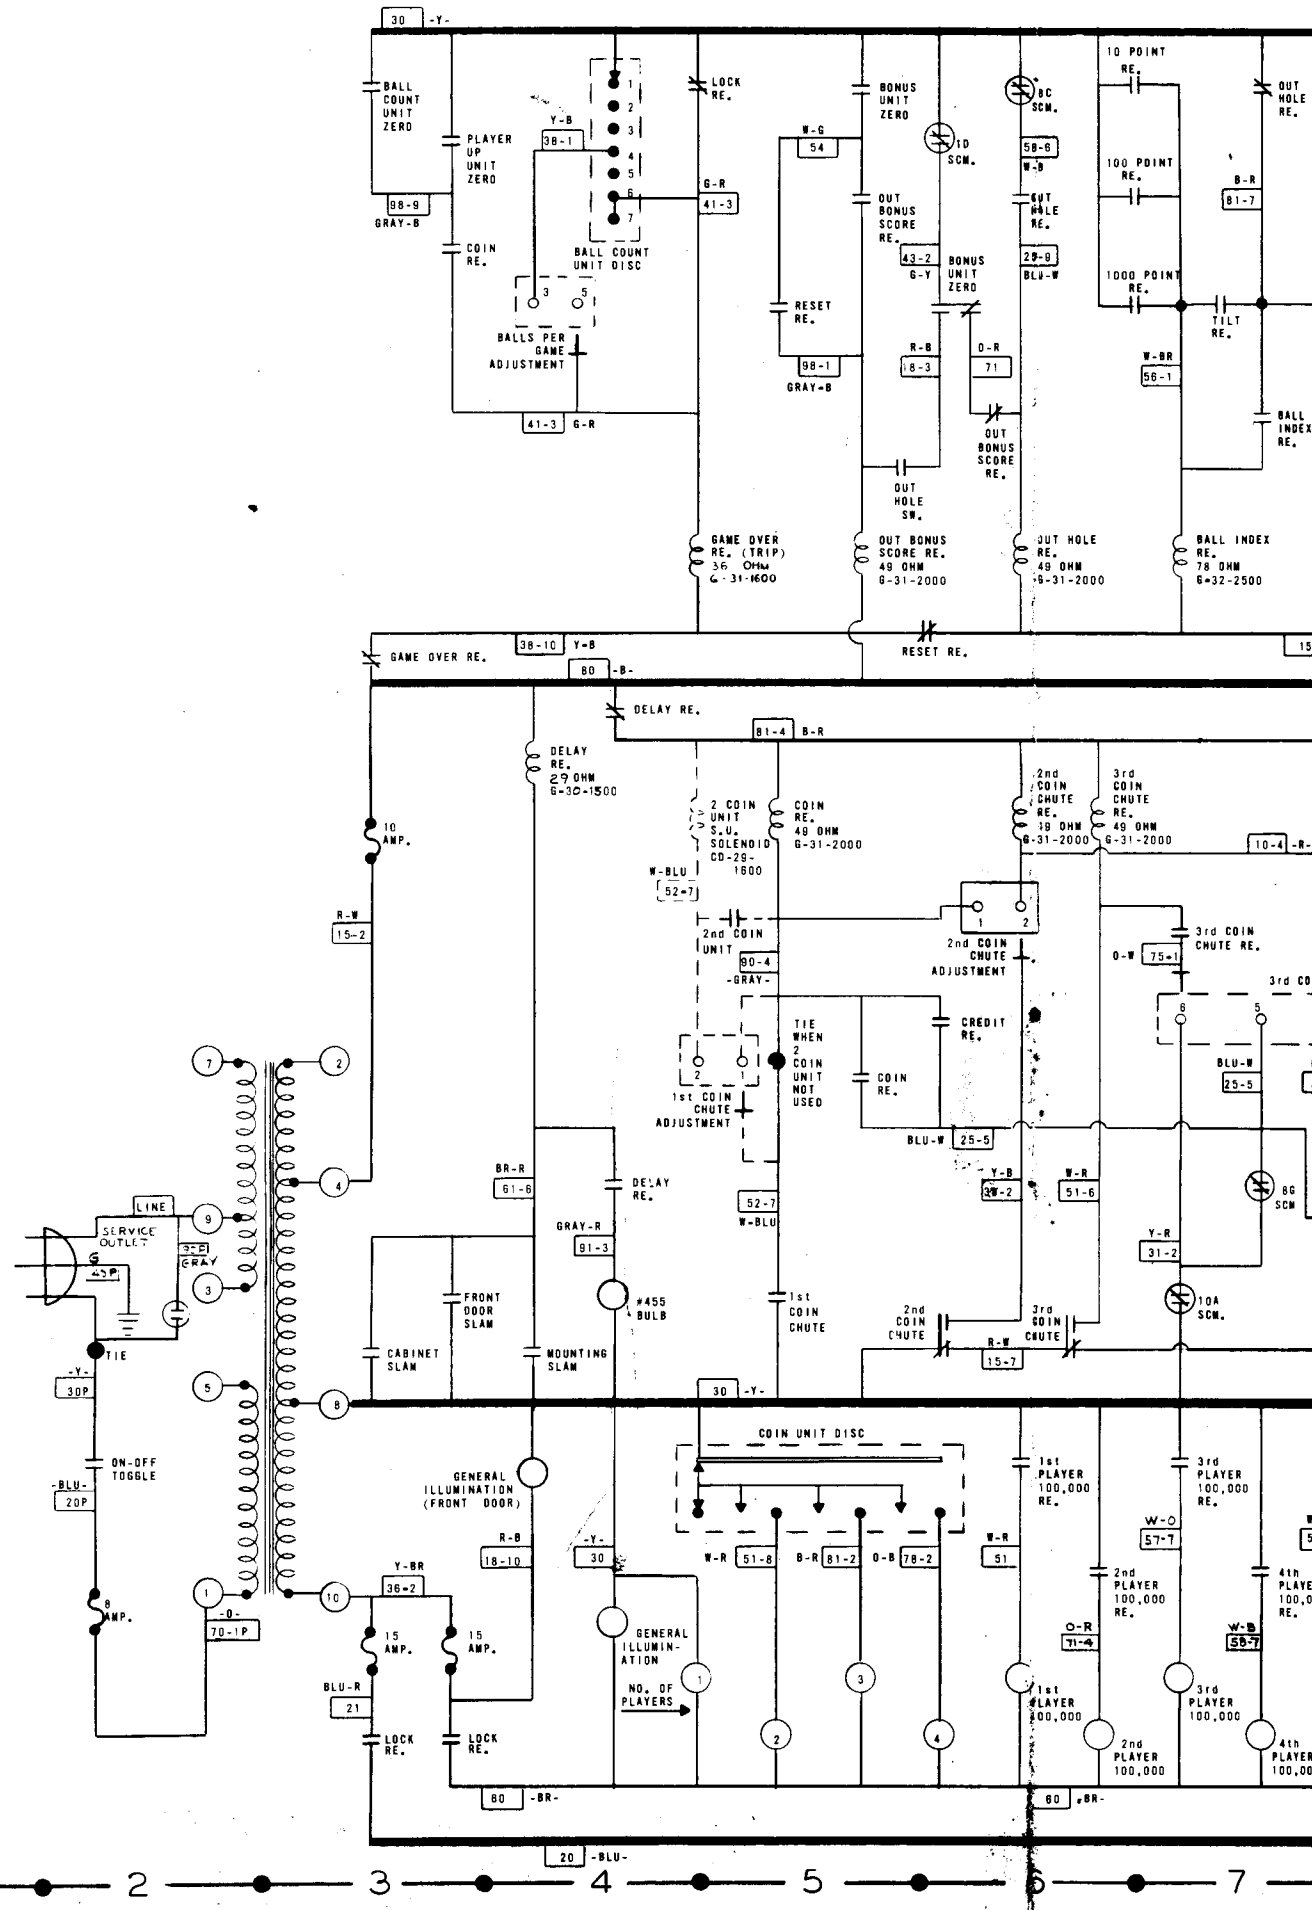 30 -Y-
BALL
COUNT
UNIT
ZERO
PLAYER
UP
UNIT
ZERO
98-9
GRAY-B
COIN
RE.
Y-B
38-1
1
2
3
4
5
6
7
BALL COUNT
UNIT DISC
3 5
BALLS PER
GAME
ADJUSTMENT
41-3 G-R
LOCK
RE.
G-R
41-3
GAME OVER
RE. (TRIP)
36 OHM
G-31-1600
BONUS
UNIT
ZERO
W-G
54
OUT
BONUS
SCORE
RE.
RESET
RE.
98-1
GRAY-B
1D
SCM.
43-2
G-Y
BONUS
UNIT
ZERO
R-B
18-3
O-R
71
OUT
BONUS
SCORE
RE.
OUT
HOLE
SW.
OUT BONUS
SCORE RE.
49 OHM
G-31-2000
8C
SCM.
58-6
W-B
OUT
HOLE
RE.
25-9
BLU-W
OUT HOLE
RE.
49 OHM
G-31-2000
10 POINT
RE.
100 POINT
RE.
1000 POINT
RE.
TILT
RE.
W-BR
56-1
BALL INDEX
RE.
78 OHM
G-32-2500
OUT
HOLE
RE.
B-R
81-7
BALL
INDEX
RE.
GAME OVER RE.
38-10 Y-B
RESET RE.
15
80 -B-
DELAY RE.
81-4 B-R
DELAY
RE.
29 OHM
G-30-1500
10
AMP.
R-W
15-2
2 COIN
UNIT
S.U.
SOLENOID
CD-29-
1600
W-BLU
52-7
COIN
RE.
49 OHM
G-31-2000
2nd
COIN
CHUTE
RE.
49 OHM
G-31-2000
3rd
COIN
CHUTE
RE.
49 OHM
G-31-2000
10-4 -R-
2nd COIN
UNIT
90-4
-GRAY-
1 2
2nd COIN
CHUTE
ADJUSTMENT
3rd COIN
CHUTE RE.
O-W 75-1
3rd CO
6 5
TIE
WHEN
2
COIN
UNIT
NOT
USED
CREDIT
RE.
COIN
RE.
2 1
1st COIN
CHUTE
ADJUSTMENT
BLU-W 25-5
BLU-W
25-5
7 2
4
9
3
5
8
1
10
LINE
SERVICE
OUTLET
G
45P
GRAY
TIE
-Y-
30P
ON-OFF
TOGGLE
-BLU-
20P
8
AMP.
-O-
70-1P
BR-R
61-6
DELAY
RE.
GRAY-R
91-3
#455
BULB
52-7
W-BLU
Y-B
W-R
51-6
8G
SCM
Y-R
31-2
10A
SCM.
FRONT
DOOR
SLAM
CABINET
SLAM
MOUNTING
SLAM
1st
COIN
CHUTE
2nd
COIN
CHUTE
3rd
COIN
CHUTE
R-W
15-7
30 -Y-
COIN UNIT DISC
GENERAL
ILLUMINATION
(FRONT DOOR)
R-B
18-10
-Y-
30
W-R 51-8
B-R 81-2
O-B 78-2
1st
PLAYER
100,000
RE.
W-R
51
2nd
PLAYER
100,000
RE.
O-R
71-4
3rd
PLAYER
100,000
RE.
W-O
57-7
4th
PLAYE
100,0
RE.
W-B
58-7
Y-BR
36-2
15
AMP.
15
AMP.
BLU-R
21
LOCK
RE.
LOCK
RE.
GENERAL
ILLUMIN-
ATION
NO. OF
PLAYERS
1
2
3
4
1st
PLAYER
100,000
2nd
PLAYER
100,000
3rd
PLAYER
100,000
4th
PLAYER
100,00
60 -BR-
60 -BR-
20 -BLU-
2 3 4 5 6 7